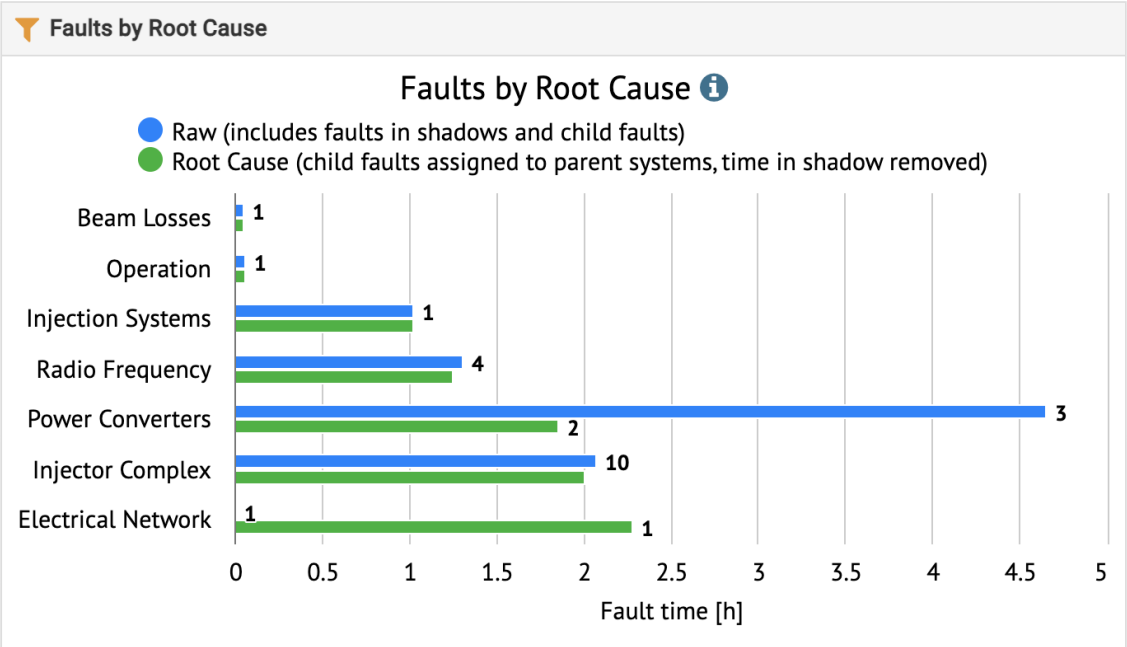 Faults by Root Cause
Faults by Root Cause
Raw (includes faults in shadows and child faults)
Root Cause (child faults assigned to parent systems, time in shadow removed)
Beam Losses 1
Operation 1
Injection Systems 1
Radio Frequency 4
Power Converters 3
2
Injector Complex 10
Electrical Network 1
1
0 0.5 1 1.5 2 2.5 3 3.5 4 4.5 5
Fault time [h]